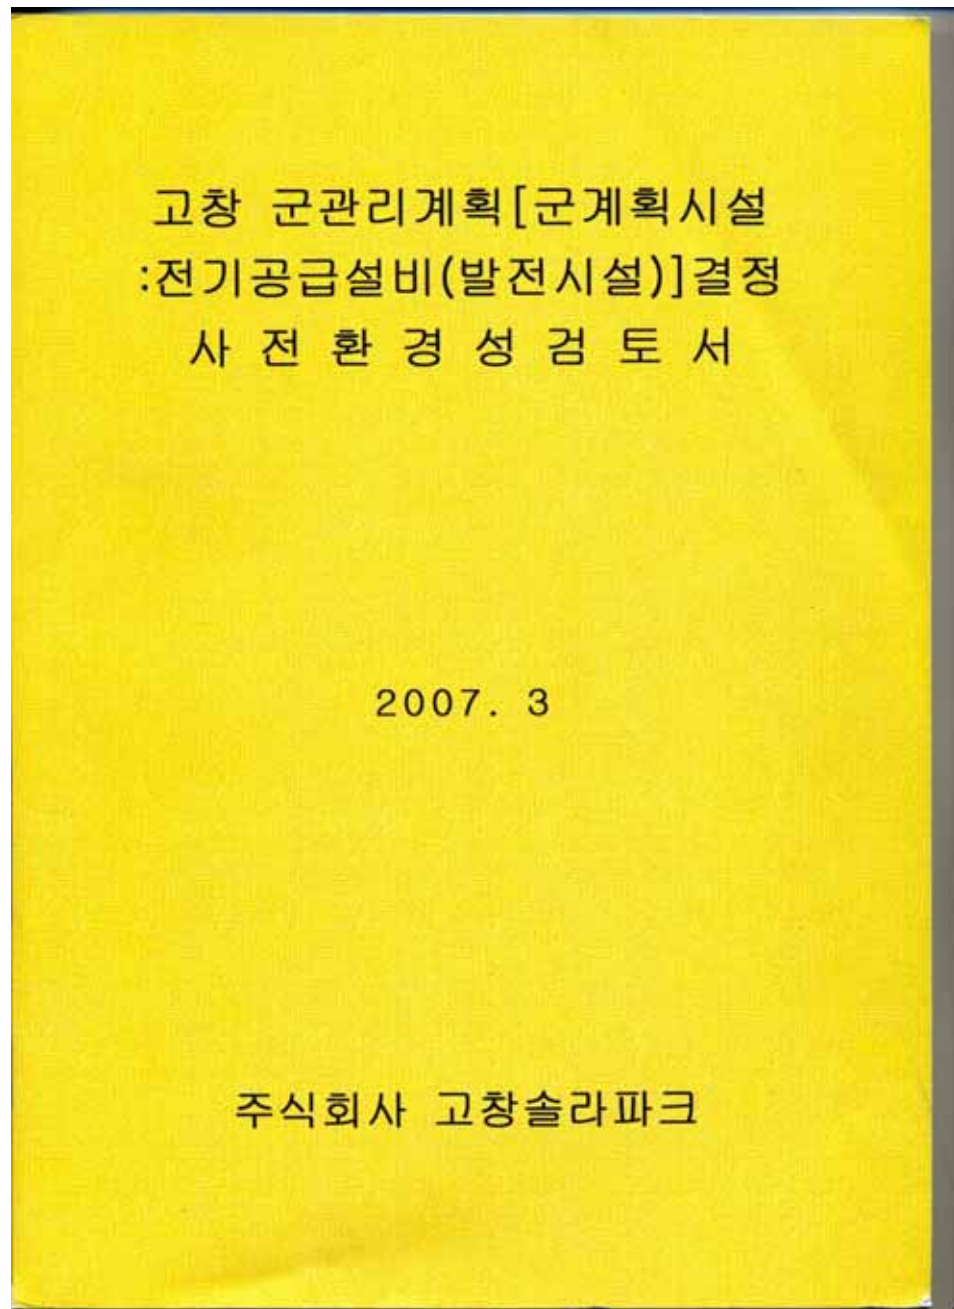 고창 군관리계획[군계획시설
:전기공급설비(발전시설)]결정
사 전 환 경 성 검 토 서
2007. 3
주식회사 고창솔라파크